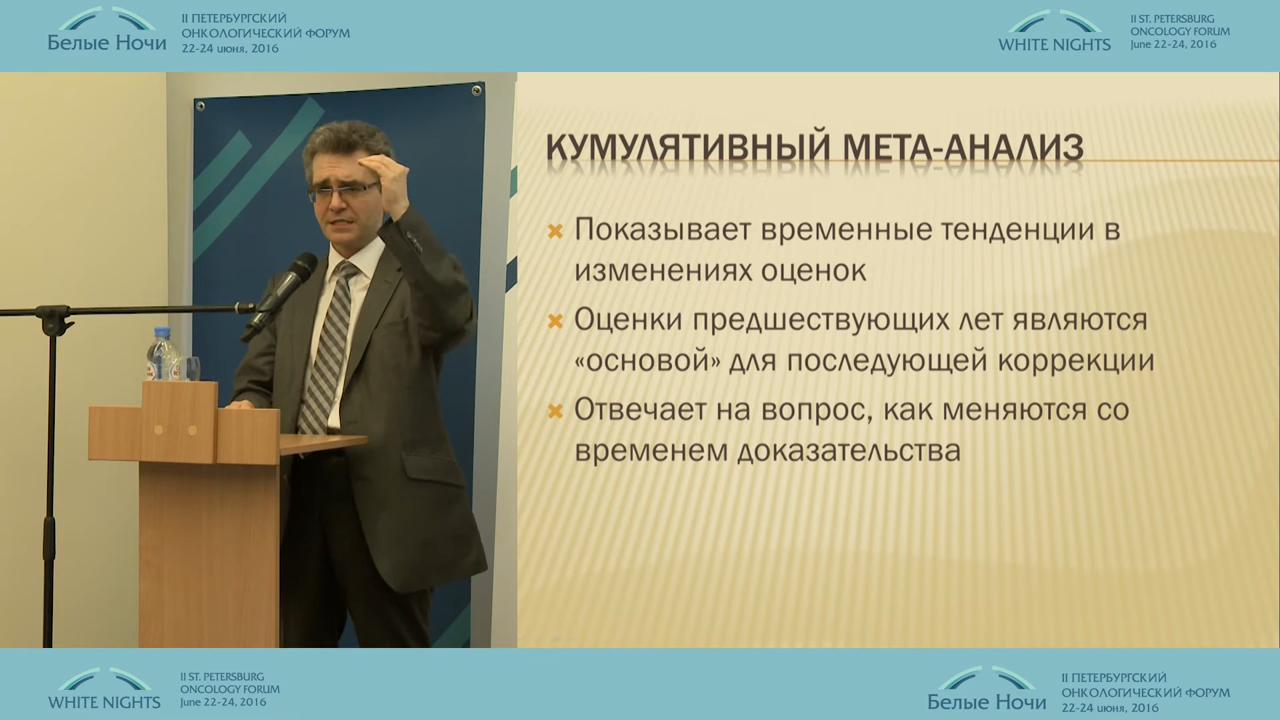 Белые Ночи
II ПЕТЕРБУРГСКИЙ
ОНКОЛОГИЧЕСКИЙ ФОРУМ
22-24 июня, 2016
WHITE NIGHTS
II ST. PETERSBURG
ONCOLOGY FORUM
June 22-24, 2016
КУМУЛЯТИВНЫЙ МЕТА-АНАЛИЗ
Показывает временные тенденции в
изменениях оценок
Оценки предшествующих лет являются
«основой» для последующей коррекции
Отвечает на вопрос, как меняются со
временем доказательства
WHITE NIGHTS
II ST. PETERSBURG
ONCOLOGY FORUM
June 22-24, 2016
Белые Ночи
II ПЕТЕРБУРГСКИЙ
ОНКОЛОГИЧЕСКИЙ ФОРУМ
22-24 июня, 2016